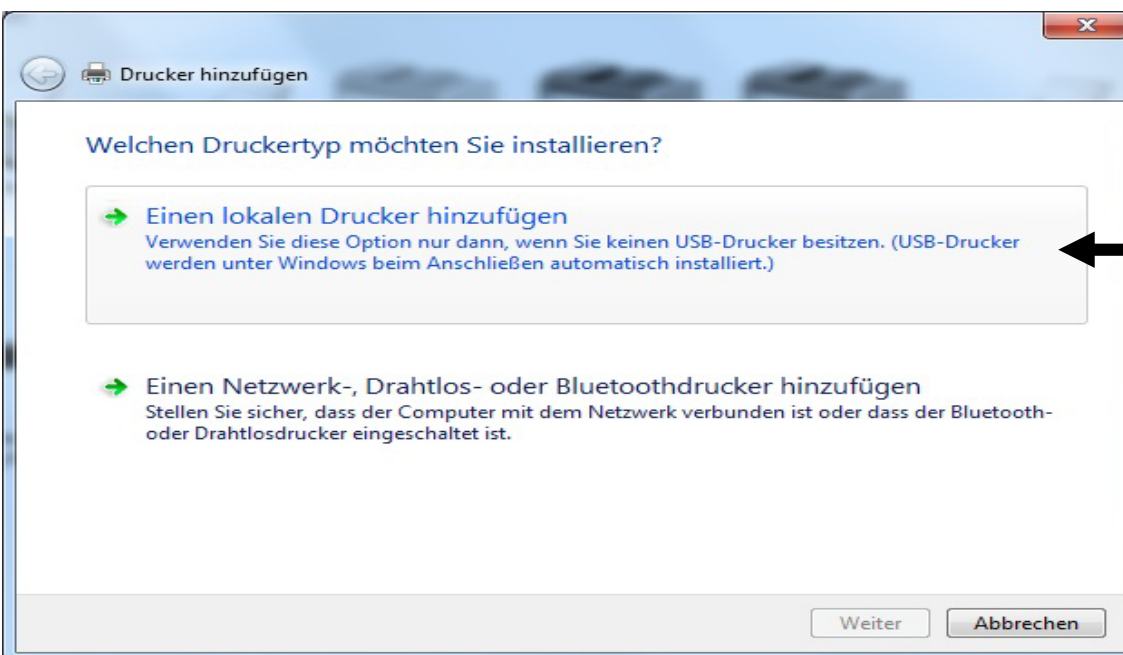 Drucker hinzufügen
Welchen Druckertyp möchten Sie installieren?
Einen lokalen Drucker hinzufügen
Verwenden Sie diese Option nur dann, wenn Sie keinen USB-Drucker besitzen. (USB-Drucker
werden unter Windows beim Anschließen automatisch installiert.)
Einen Netzwerk-, Drahtlos- oder Bluetoothdrucker hinzufügen
Stellen Sie sicher, dass der Computer mit dem Netzwerk verbunden ist oder dass der Bluetooth-
oder Drahtlosdrucker eingeschaltet ist.
Weiter Abbrechen